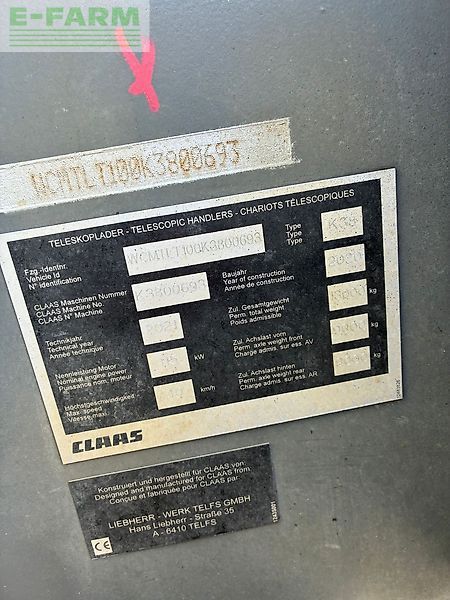 E-FARM
WCMTLT100K3800693
TELESKOPLADER - TELESCOPIC HANDLERS - CHARIOTS TÉLESCOPIQUES
Fzg. Identnr.
Vehicle Id
N° identification
WCMTLT100K3800693
Type
Type
Type
K38
CLAAS Maschinen Nummer
CLAAS Machine No.
CLAAS N° Machine
K3800693
Baujahr
Year of construction
Année de construction
2020
Technikjahr
Technical year
Année technique
2021
Zul. Gesamtgewicht
Perm. total weight
Poids admissible
kg
Nennleistung Motor
Nominal engine power
Puissance nom. moteur
kW
Zul. Achslast vorn
Perm. axle weight front
Charge admis. sur ess. AV
kg
Höchstgeschwindigkeit
Max. speed
Vitesse maxi.
km/h
Zul. Achslast hinten
Perm. axle weight rear
Charge admis. sur ess. AR
kg
CLAAS
Konstruiert und hergestellt für CLAAS von:
Designed and manufactured for CLAAS from:
Conçue et fabriquée pour CLAAS par:
LIEBHERR - WERK TELFS GMBH
Hans Liebherr - Straße 35
A - 6410 TELFS
CE